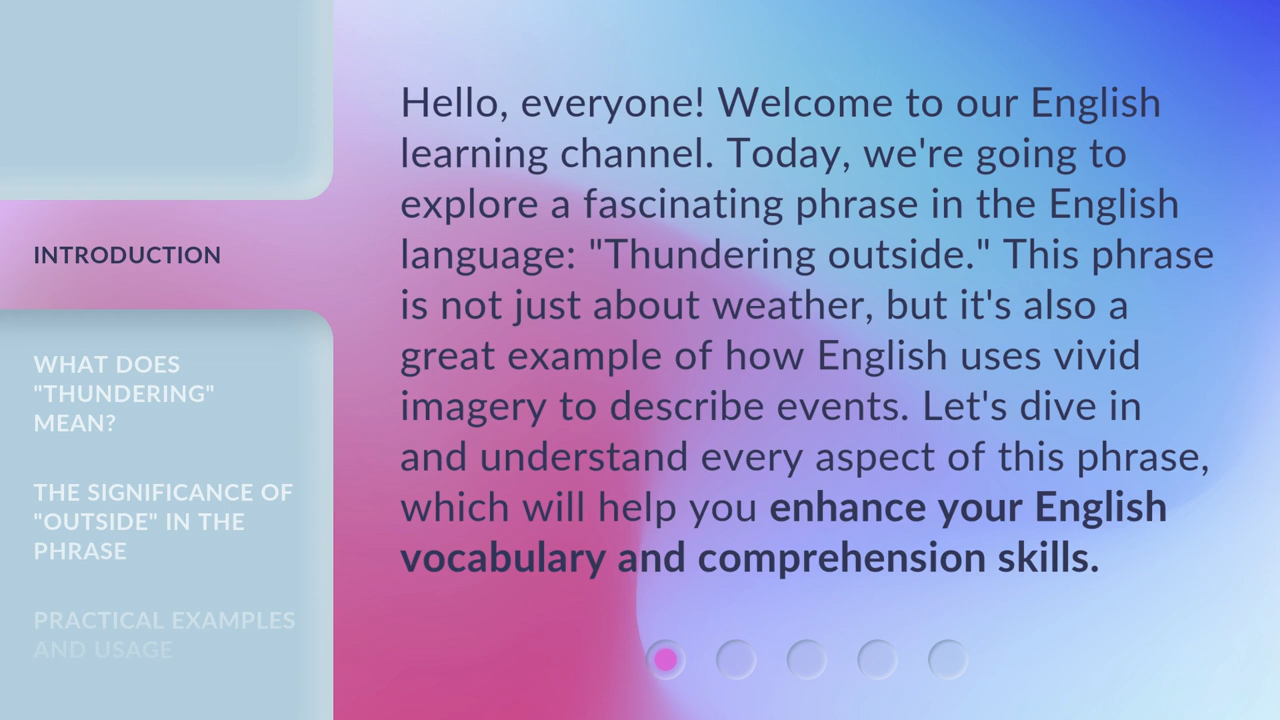 INTRODUCTION
WHAT DOES
"THUNDERING"
MEAN?
THE SIGNIFICANCE OF
"OUTSIDE" IN THE
PHRASE
PRACTICAL EXAMPLES
AND USAGE
Hello, everyone! Welcome to our English
learning channel. Today, we're going to
explore a fascinating phrase in the English
language: "Thundering outside." This phrase
is not just about weather, but it's also a
great example of how English uses vivid
imagery to describe events. Let's dive in
and understand every aspect of this phrase,
which will help you enhance your English
vocabulary and comprehension skills.